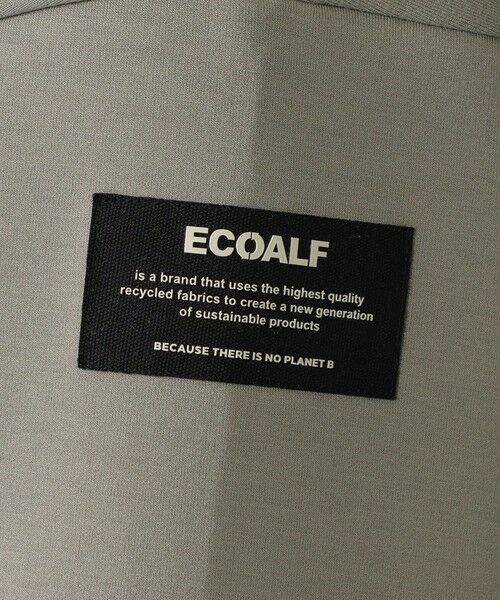 ECOALF
is a brand that uses the highest quality
recycled fabrics to create a new generation
of sustainable products
BECAUSE THERE IS NO PLANET B